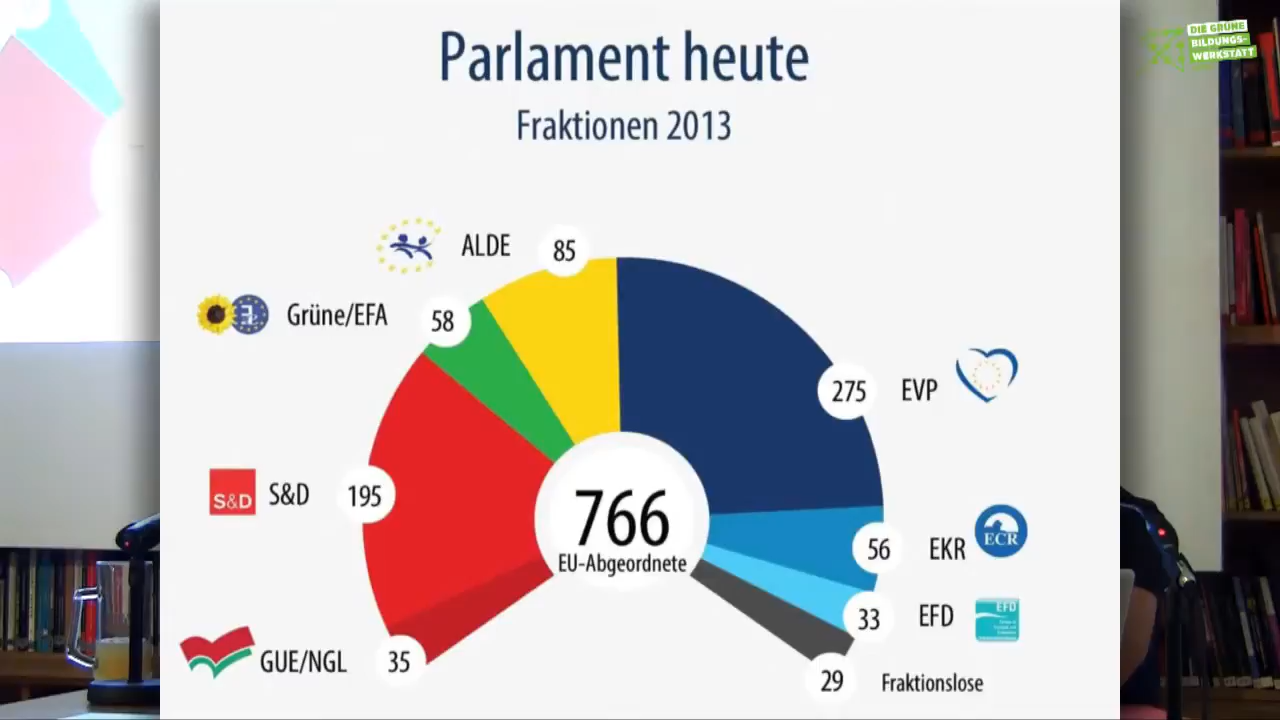 DIE GRÜNE
BILDUNGS-
WERKSTATT
Parlament heute
Fraktionen 2013
ALDE
85
Grüne/EFA
58
275
EVP
S&D
S&D
195
766
EU-Abgeordnete
56
EKR
ECR
33
EFD
EFD
GUE/NGL
35
29
Fraktionslose